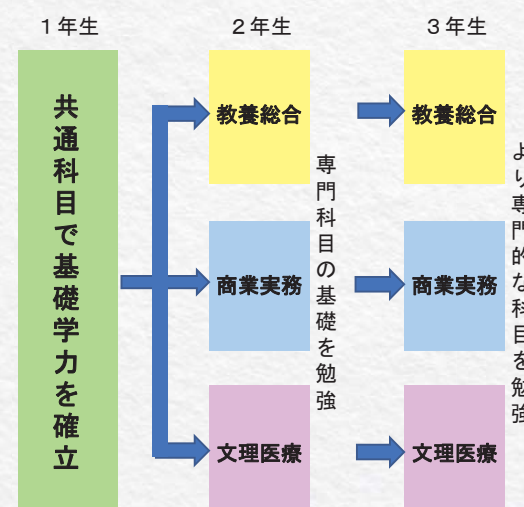 1年生
2年生
3年生
共通科目で基礎学力を確立
教養総合
商業実務
文理医療
専門科目の基礎を勉強
教養総合
商業実務
文理医療
より専門的な科目を勉強